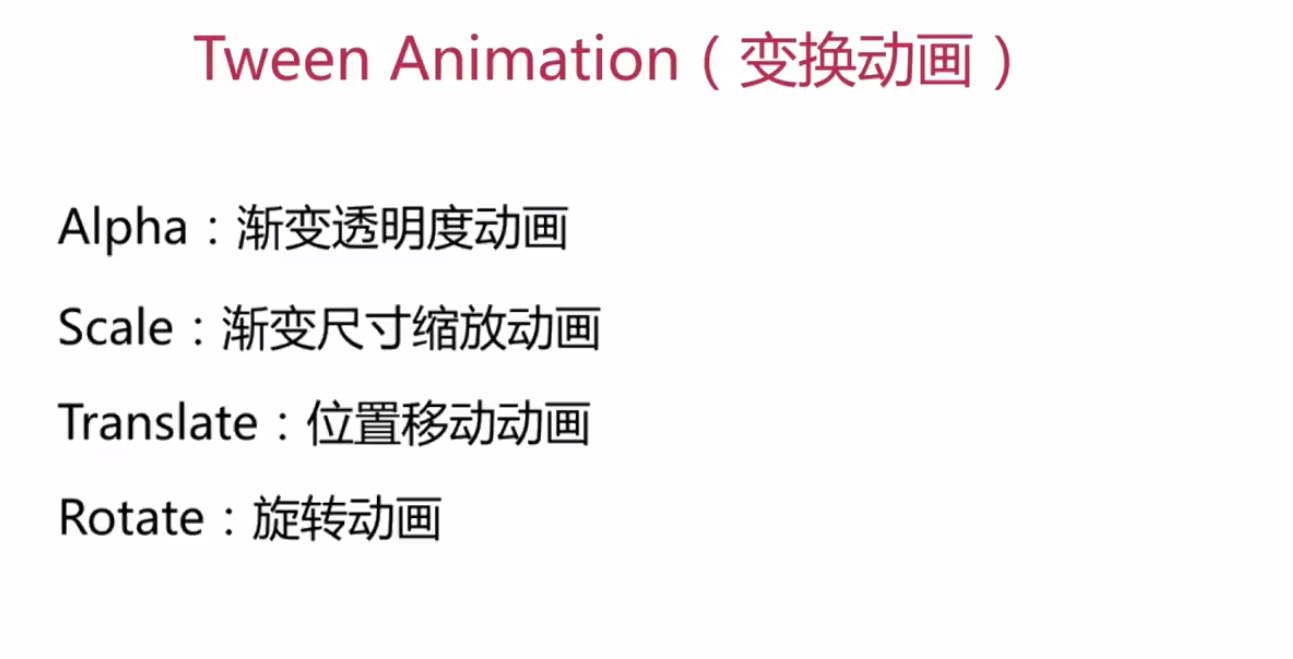 Tween Animation（变换动画）
Alpha：渐变透明度动画
Scale：渐变尺寸缩放动画
Translate：位置移动动画
Rotate：旋转动画